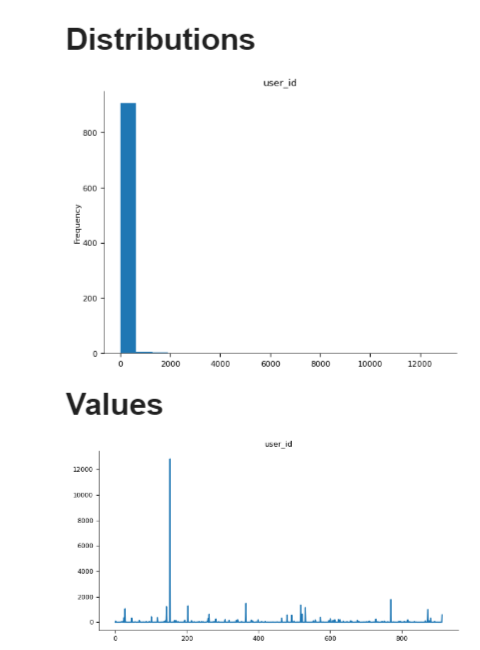 Distributions
user_id
800
600
400
200
0
Frequency
0 2000 4000 6000 8000 10000 12000
Values
user_id
12000
10000
8000
6000
4000
2000
0
0 200 400 600 800